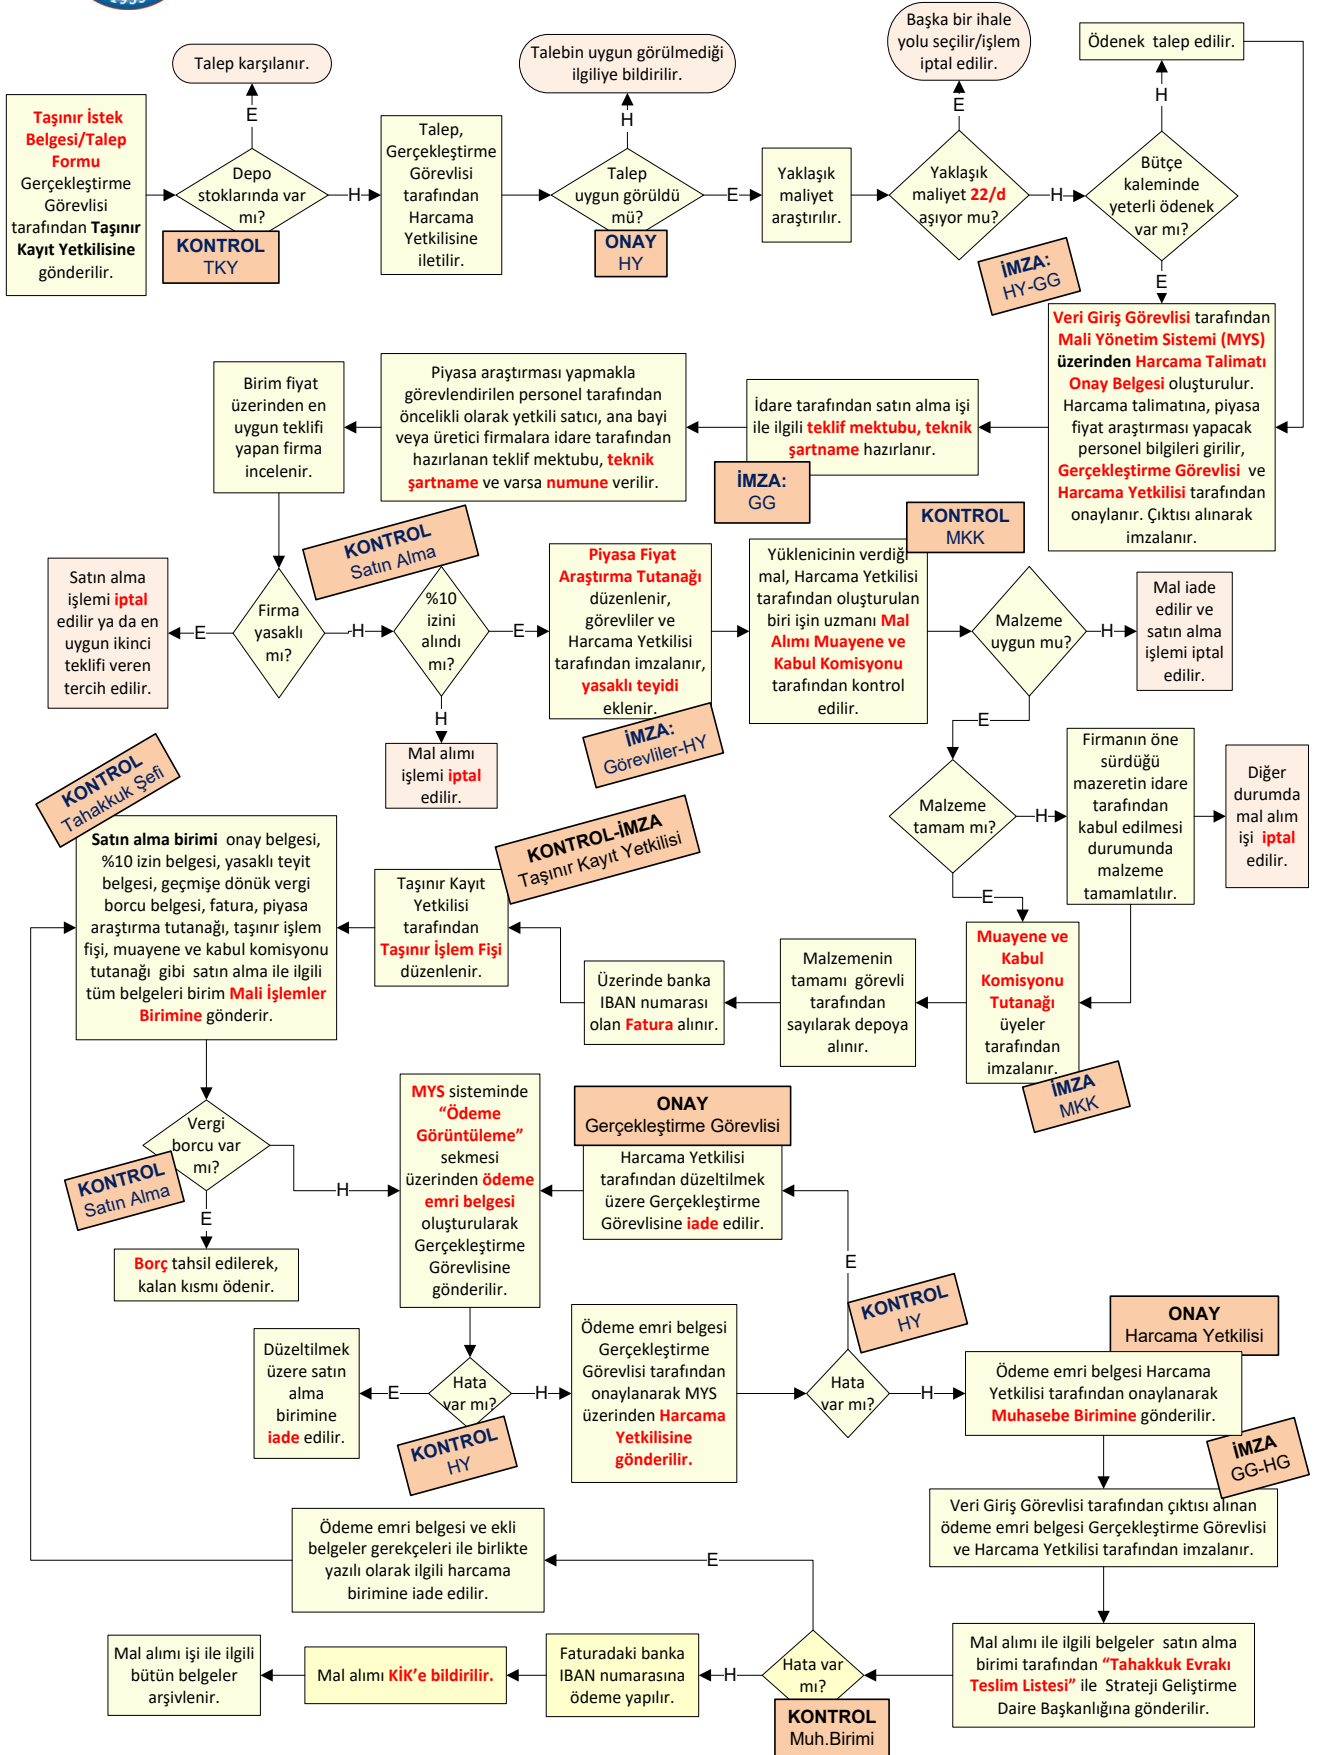 1955
Talep karşılanır.
Talebin uygun görülmediği
ilgiliye bildirilir.
Başka bir ihale
yolu seçilir/işlem
iptal edilir.
Ödenek talep edilir.
E
H
E
H
Taşınır İstek
Belgesi/Talep
Formu
Gerçekleştirme
Görevlisi
tarafından Taşınır
Kayıt Yetkilisine
gönderilir.
Depo
stoklarında var
mı?
KONTROL
TKY
H
Talep,
Gerçekleştirme
Görevlisi
tarafından
Harcama
Yetkilisine
iletilir.
Talep
uygun görüldü
mü?
ONAY
HY
E
Yaklaşık
maliyet
araştırılır.
Yaklaşık
maliyet 22/d
aşıyor mu?
H
Bütçe
kaleminde
yeterli ödenek
var mı?
İMZA:
HY-GG
E
Veri Giriş Görevlisi tarafından
Mali Yönetim Sistemi (MYS)
üzerinden Harcama Talimatı
Onay Belgesi oluşturulur.
Harcama talimatına, piyasa
fiyat araştırması yapacak
personel bilgileri girilir,
Gerçekleştirme Görevlisi ve
Harcama Yetkilisi tarafından
onaylanır. Çıktısı alınarak
imzalanır.
İdare tarafından satın alma işi
ile ilgili teklif mektubu, teknik
şartname hazırlanır.
İMZA:
GG
Piyasa araştırması yapmakla
görevlendirilen personel tarafından
öncelikli olarak yetkili satıcı, ana bayi
veya üretici firmalara idare tarafından
hazırlanan teklif mektubu, teknik
şartname ve varsa numune verilir.
Birim fiyat
üzerinden en
uygun teklifi
yapan firma
incelenir.
Firma
yasaklı
mı?
E
Satın alma
işlemi iptal
edilir ya da en
uygun ikinci
teklifi veren
tercih edilir.
H
KONTROL
Satın Alma
%10
izini
alındı
mı?
H
Mal alımı
işlemi iptal
edilir.
E
Piyasa Fiyat
Araştırma Tutanağı
düzenlenir,
görevliler ve
Harcama Yetkilisi
tarafından imzalanır,
yasaklı teyidi
eklenir.
İMZA:
Görevliler-HY
KONTROL
MKK
Yüklenicinin verdiği
mal, Harcama Yetkilisi
tarafından oluşturulan
biri işin uzmanı Mal
Alımı Muayene ve
Kabul Komisyonu
tarafından kontrol
edilir.
Malzeme
uygun mu?
H
Mal iade
edilir ve
satın alma
işlemi iptal
edilir.
E
Malzeme
tamam mı?
H
Firmanın öne
sürdüğü
mazeretin idare
tarafından
kabul edilmesi
durumunda
malzeme
tamamlatılır.
Diğer
durumda
mal alım
işi iptal
edilir.
E
Muayene ve
Kabul
Komisyonu
Tutanağı
üyeler
tarafından
imzalanır.
İMZA
MKK
Malzemenin
tamamı görevli
tarafından
sayılarak depoya
alınır.
Üzerinde banka
IBAN numarası
olan Fatura alınır.
KONTROL-İMZA
Taşınır Kayıt Yetkilisi
Taşınır Kayıt
Yetkilisi
tarafından
Taşınır İşlem Fişi
düzenlenir.
KONTROL
Tahakkuk Şefi
Satın alma birimi onay belgesi,
%10 izin belgesi, yasaklı teyit
belgesi, geçmişe dönük vergi
borcu belgesi, fatura, piyasa
araştırma tutanağı, taşınır işlem
fişi, muayene ve kabul komisyonu
tutanağı gibi satın alma ile ilgili
tüm belgeleri birim Mali İşlemler
Birimine gönderir.
Vergi
borcu var
mı?
KONTROL
Satın Alma
E
Borç tahsil edilerek,
kalan kısmı ödenir.
H
MYS sisteminde
“Ödeme
Görüntüleme”
sekmesi
üzerinden ödeme
emri belgesi
oluşturularak
Gerçekleştirme
Görevlisine
gönderilir.
ONAY
Gerçekleştirme Görevlisi
Harcama Yetkilisi
tarafından düzeltilmek
üzere Gerçekleştirme
Görevlisine iade edilir.
E
Hata
var mı?
KONTROL
HY
E
Düzeltilmek
üzere satın
alma
birimine
iade edilir.
H
Ödeme emri belgesi
Gerçekleştirme
Görevlisi tarafından
onaylanarak MYS
üzerinden Harcama
Yetkilisine
gönderilir.
KONTROL
HY
Hata
var mı?
H
ONAY
Harcama Yetkilisi
Ödeme emri belgesi Harcama
Yetkilisi tarafından onaylanarak
Muhasebe Birimine gönderilir.
İMZA
GG-HG
Veri Giriş Görevlisi tarafından çıktısı alınan
ödeme emri belgesi Gerçekleştirme Görevlisi
ve Harcama Yetkilisi tarafından imzalanır.
Ödeme emri belgesi ve ekli
belgeler gerekçeleri ile birlikte
yazılı olarak ilgili harcama
birimine iade edilir.
E
Mal alımı ile ilgili belgeler satın alma
birimi tarafından “Tahakkuk Evrakı
Teslim Listesi” ile Strateji Geliştirme
Daire Başkanlığına gönderilir.
Hata var
mı?
KONTROL
Muh.Birimi
H
Faturadaki banka
IBAN numarasına
ödeme yapılır.
Mal alımı KİK’e bildirilir.
Mal alımı işi ile ilgili
bütün belgeler
arşivlenir.